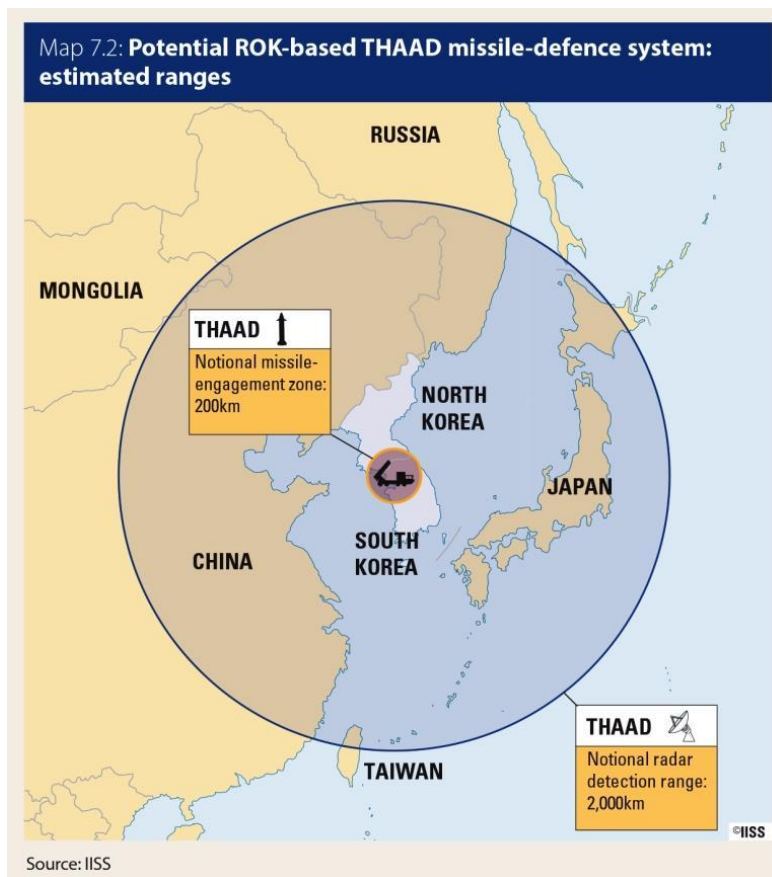 Map 7.2: Potential ROK-based THAAD missile-defence system:
estimated ranges
RUSSIA
MONGOLIA
THAAD
Notional missile-
engagement zone:
200km
NORTH
KOREA
JAPAN
SOUTH
KOREA
CHINA
THAAD
Notional radar
detection range:
2,000km
TAIWAN
©IISS
Source: IISS